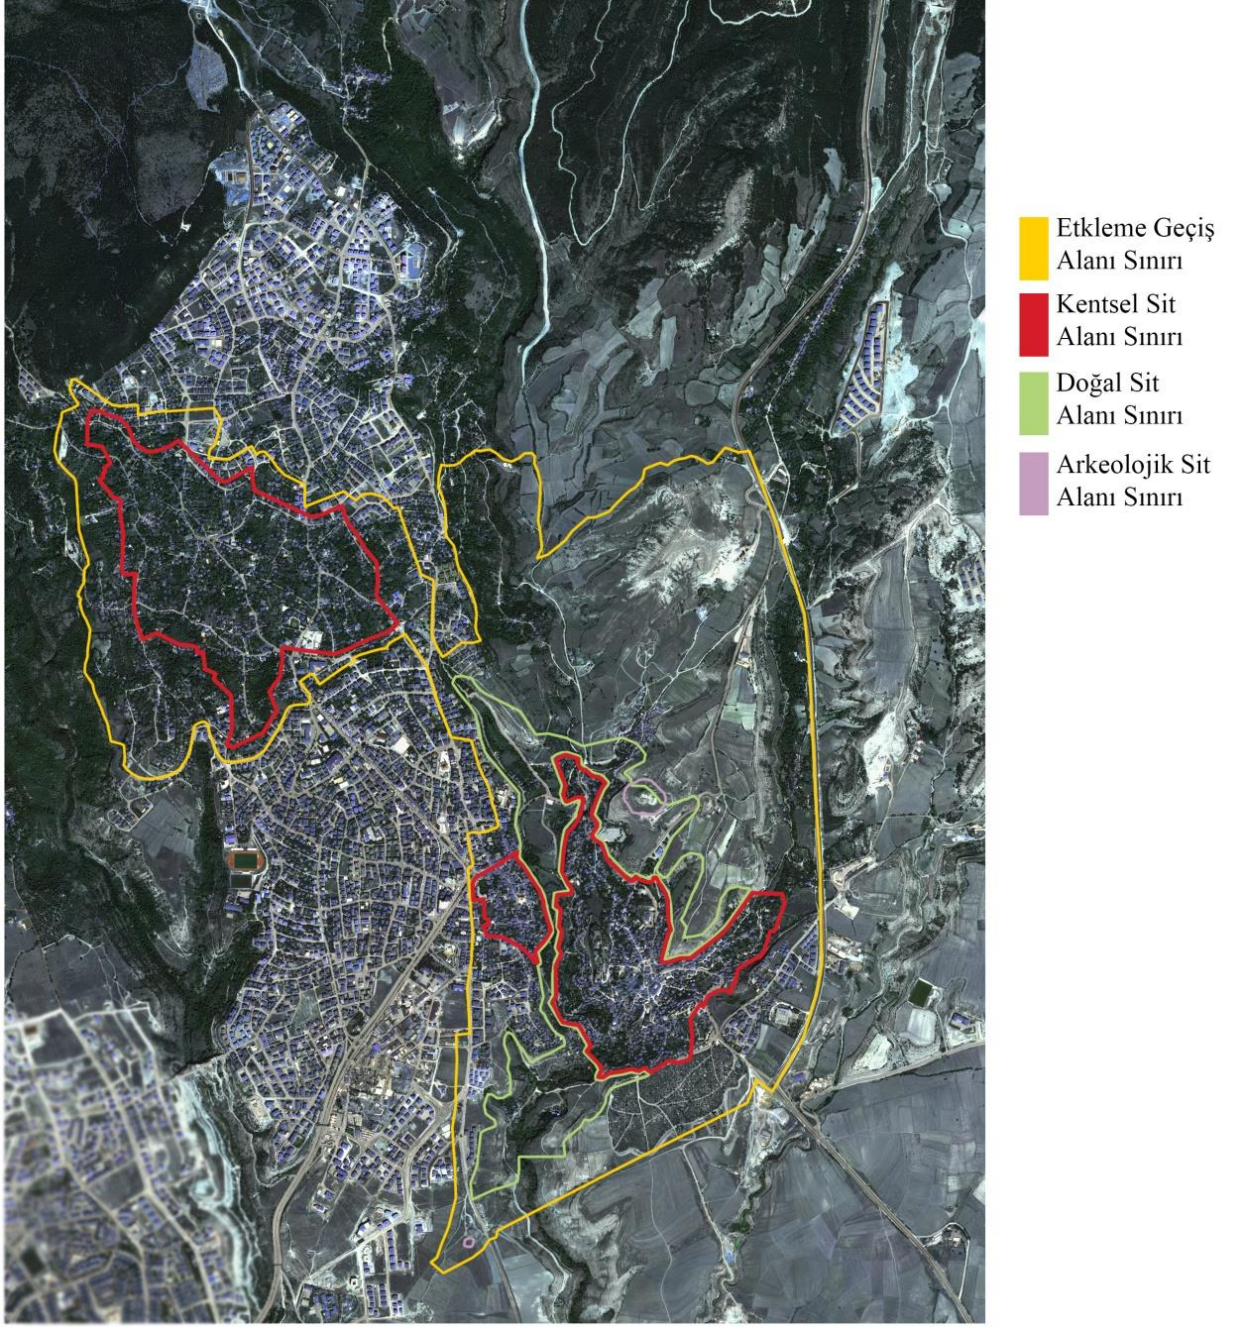 Etkleme Geçiş
Alanı Sınırı
Kentsel Sit
Alanı Sınırı
Doğal Sit
Alanı Sınırı
Arkeolojik Sit
Alanı Sınırı